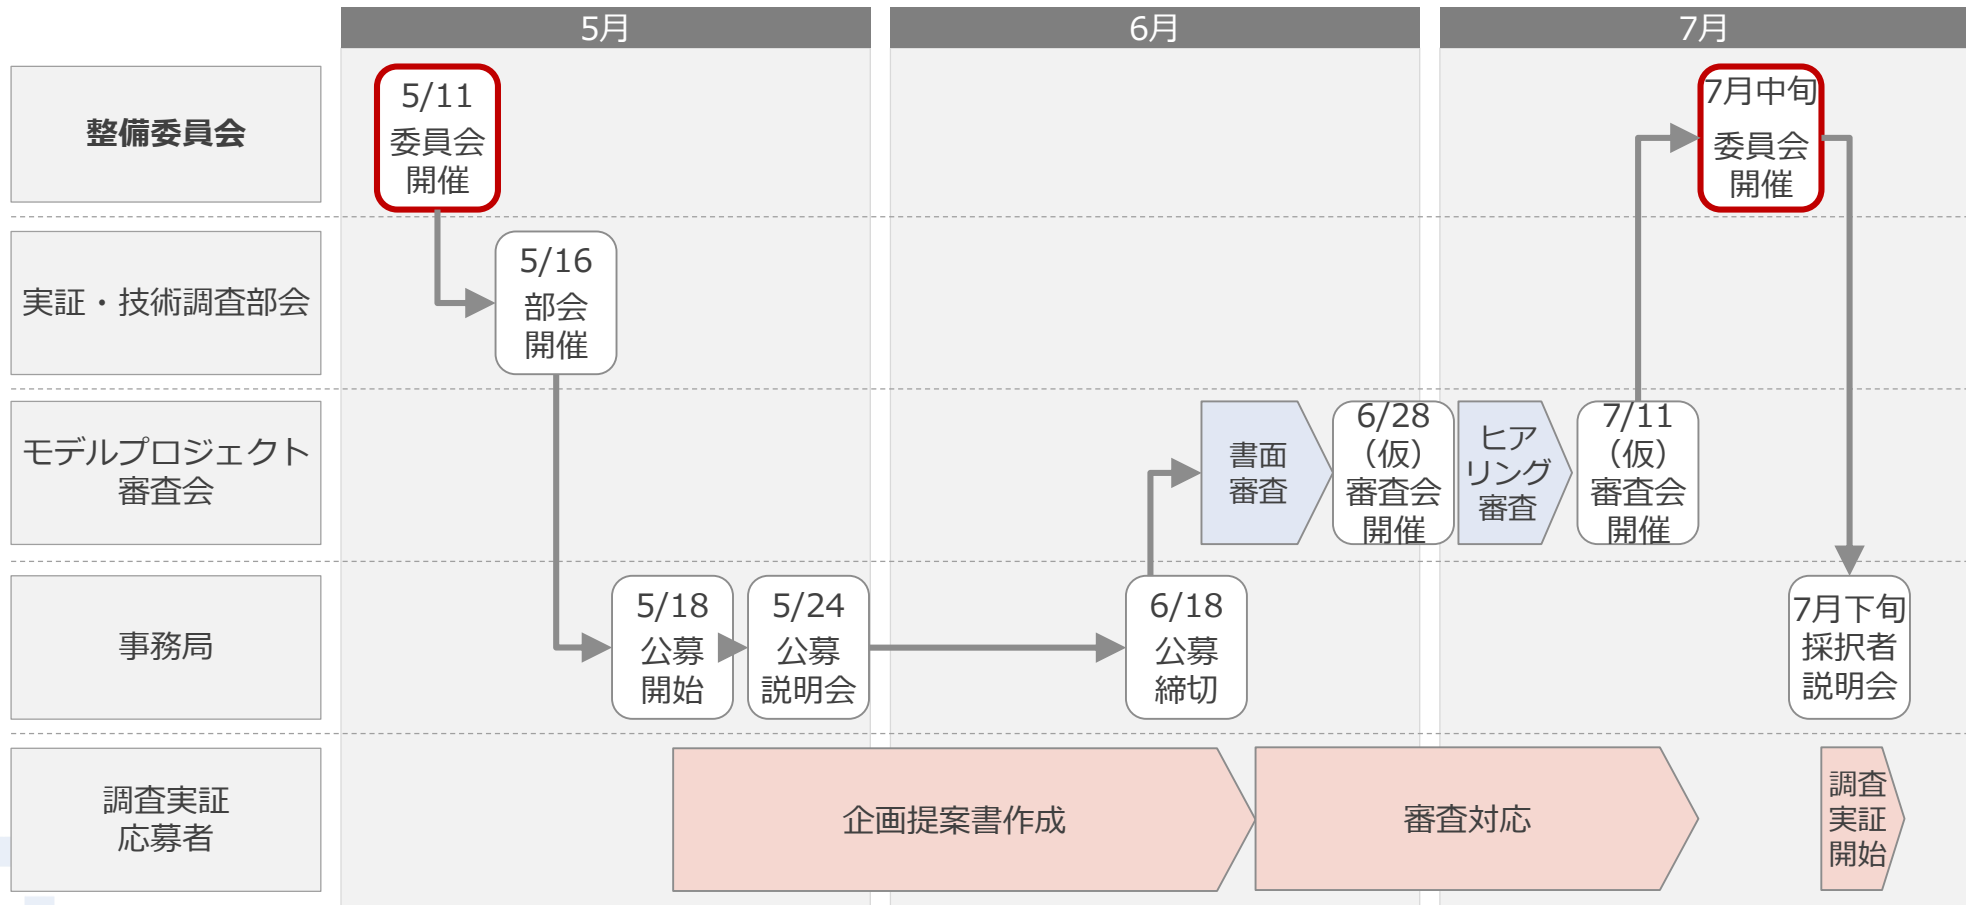 5月
6月
7月
整備委員会
5/11
委員会
開催
7月中旬
委員会
開催
実証・技術調査部会
5/16
部会
開催
モデルプロジェクト
審査会
書面
審査
6/28
（仮）
審査会
開催
ヒア
リング
審査
7/11
（仮）
審査会
開催
事務局
5/18
公募
開始
5/24
公募
説明会
6/18
公募
締切
7月下旬
採択者
説明会
調査実証
応募者
企画提案書作成
審査対応
調査
実証
開始